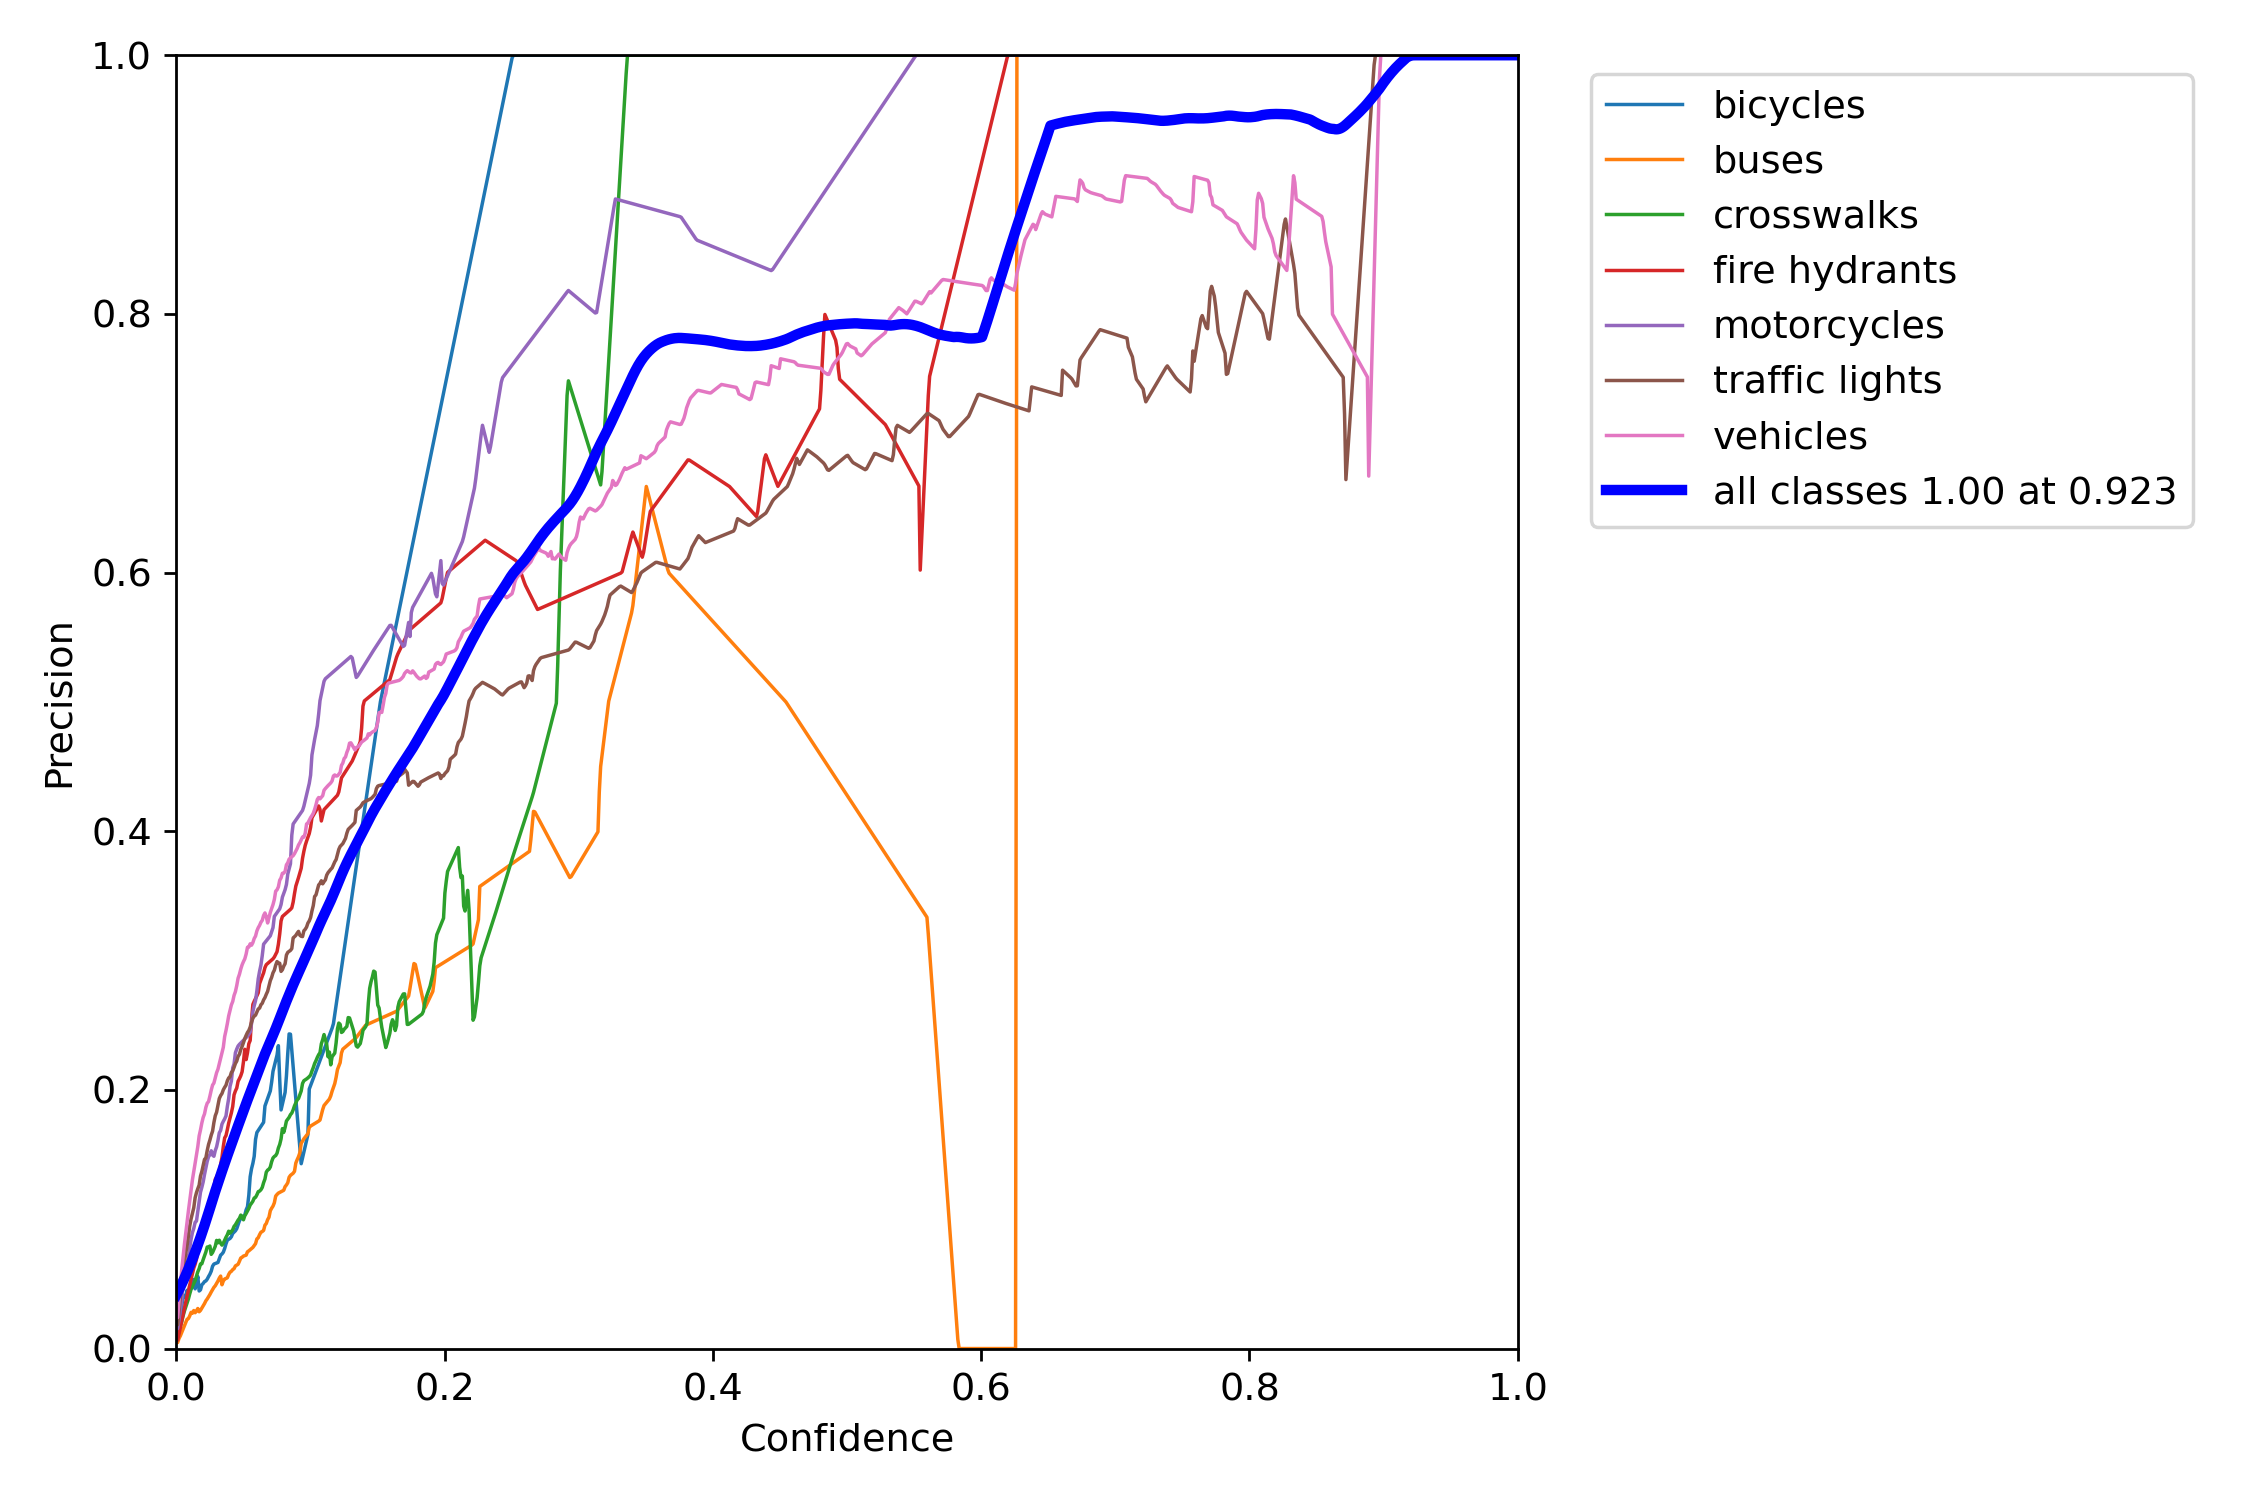 1.0
0.8
0.6
0.4
0.2
0.0
Precision
0.0 0.2 0.4 0.6 0.8 1.0
Confidence
bicycles
buses
crosswalks
fire hydrants
motorcycles
traffic lights
vehicles
all classes 1.00 at 0.923